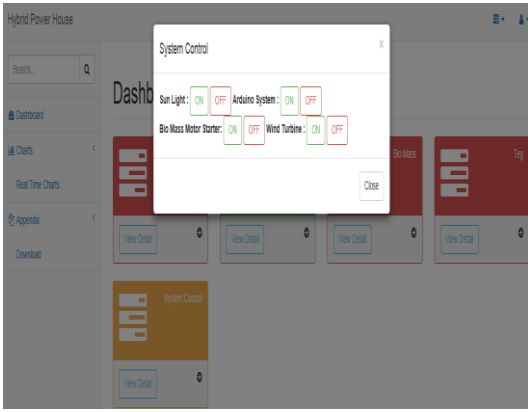 Hybrid Power House
System Control
x
Search...
Dashb
Sun Light : ON OFF Arduino System : ON OFF
Bio Mass Motor Starter: ON OFF Wind Turbine : ON OFF
Close
Dashboard
Charts
Real Time Charts
Appendix
Download
Bio Mass
Teg
View Detail
View Detail
View Detail
View Detail
System Control
View Detail